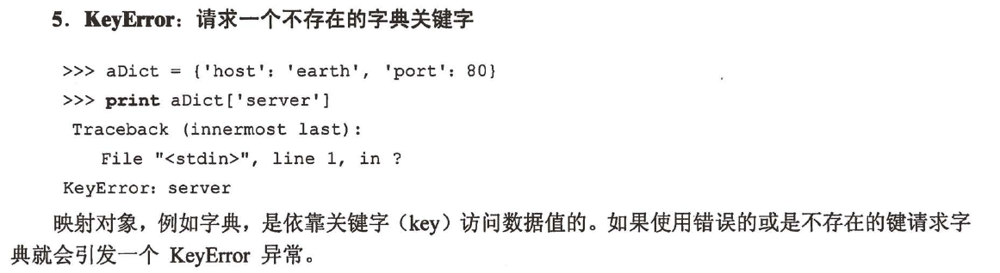 5．KeyError：请求一个不存在的字典关键字
>>> aDict = {'host': 'earth', 'port': 80}
>>> print aDict['server']
Traceback (innermost last):
File "<stdin>", line 1, in ?
KeyError: server
映射对象，例如字典，是依靠关键字（key）访问数据值的。如果使用错误的或是不存在的键请求字
典就会引发一个 KeyError 异常。